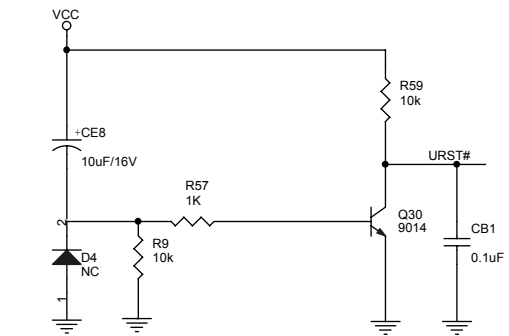 VCC
R59
10k
+CE8
10uF/16V
URST#
R57
1K
2
Q30
9014
CB1
0.1uF
R9
10k
D4
NC
1